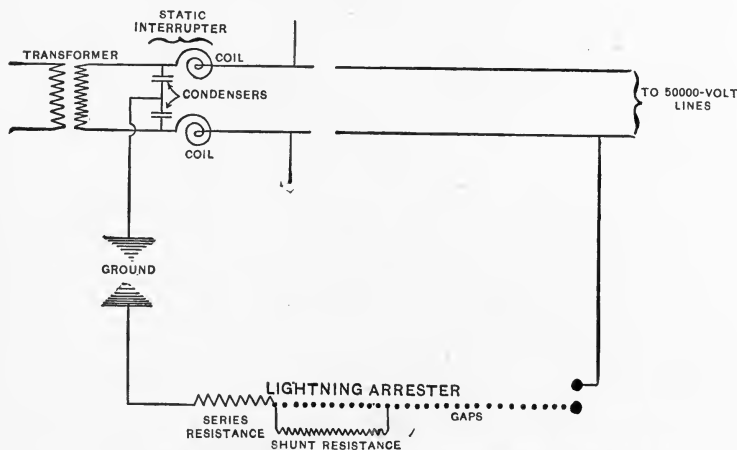 STATIC
INTERRUPTER
TRANSFORMER
COIL
CONDENSERS
TO 50000-VOLT
LINES
COIL
GROUND
LIGHTNING ARRESTER
GAPS
SERIES
RESISTANCE
SHUNT RESISTANCE